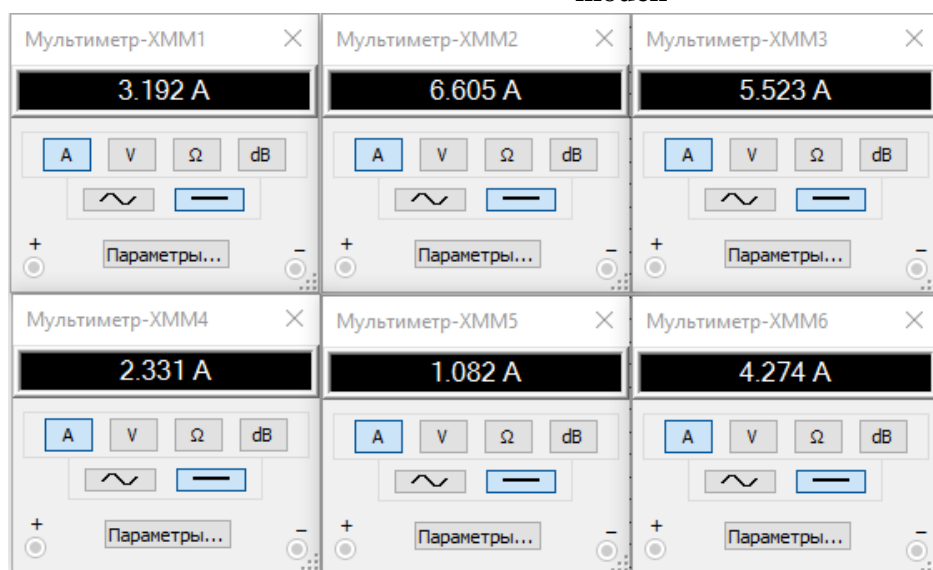 Мультиметр-XMM1
Мультиметр-XMM2
Мультиметр-XMM3
3.192 A
6.605 A
5.523 A
A V Ω dB
A V Ω dB
A V Ω dB
+ Параметры... −
+ Параметры... −
+ Параметры... −
Мультиметр-XMM4
Мультиметр-XMM5
Мультиметр-XMM6
2.331 A
1.082 A
4.274 A
A V Ω dB
A V Ω dB
A V Ω dB
+ Параметры... −
+ Параметры... −
+ Параметры... −